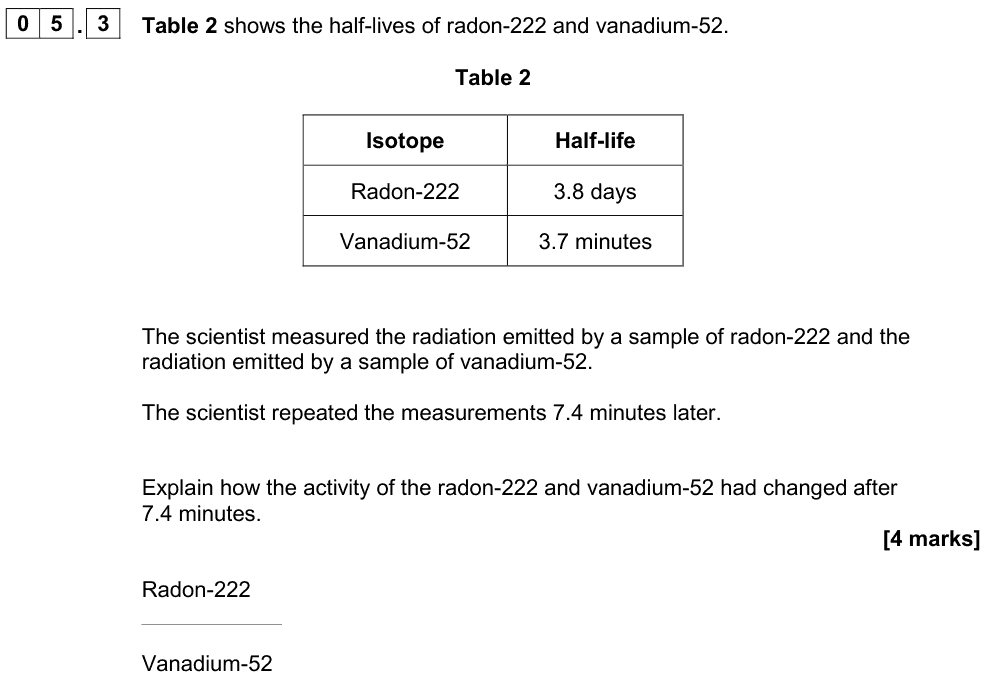 0 5 . 3 Table 2 shows the half-lives of radon-222 and vanadium-52.
Table 2
Isotope Half-life
Radon-222 3.8 days
Vanadium-52 3.7 minutes
The scientist measured the radiation emitted by a sample of radon-222 and the
radiation emitted by a sample of vanadium-52.
The scientist repeated the measurements 7.4 minutes later.
Explain how the activity of the radon-222 and vanadium-52 had changed after
7.4 minutes.
[4 marks]
Radon-222
Vanadium-52